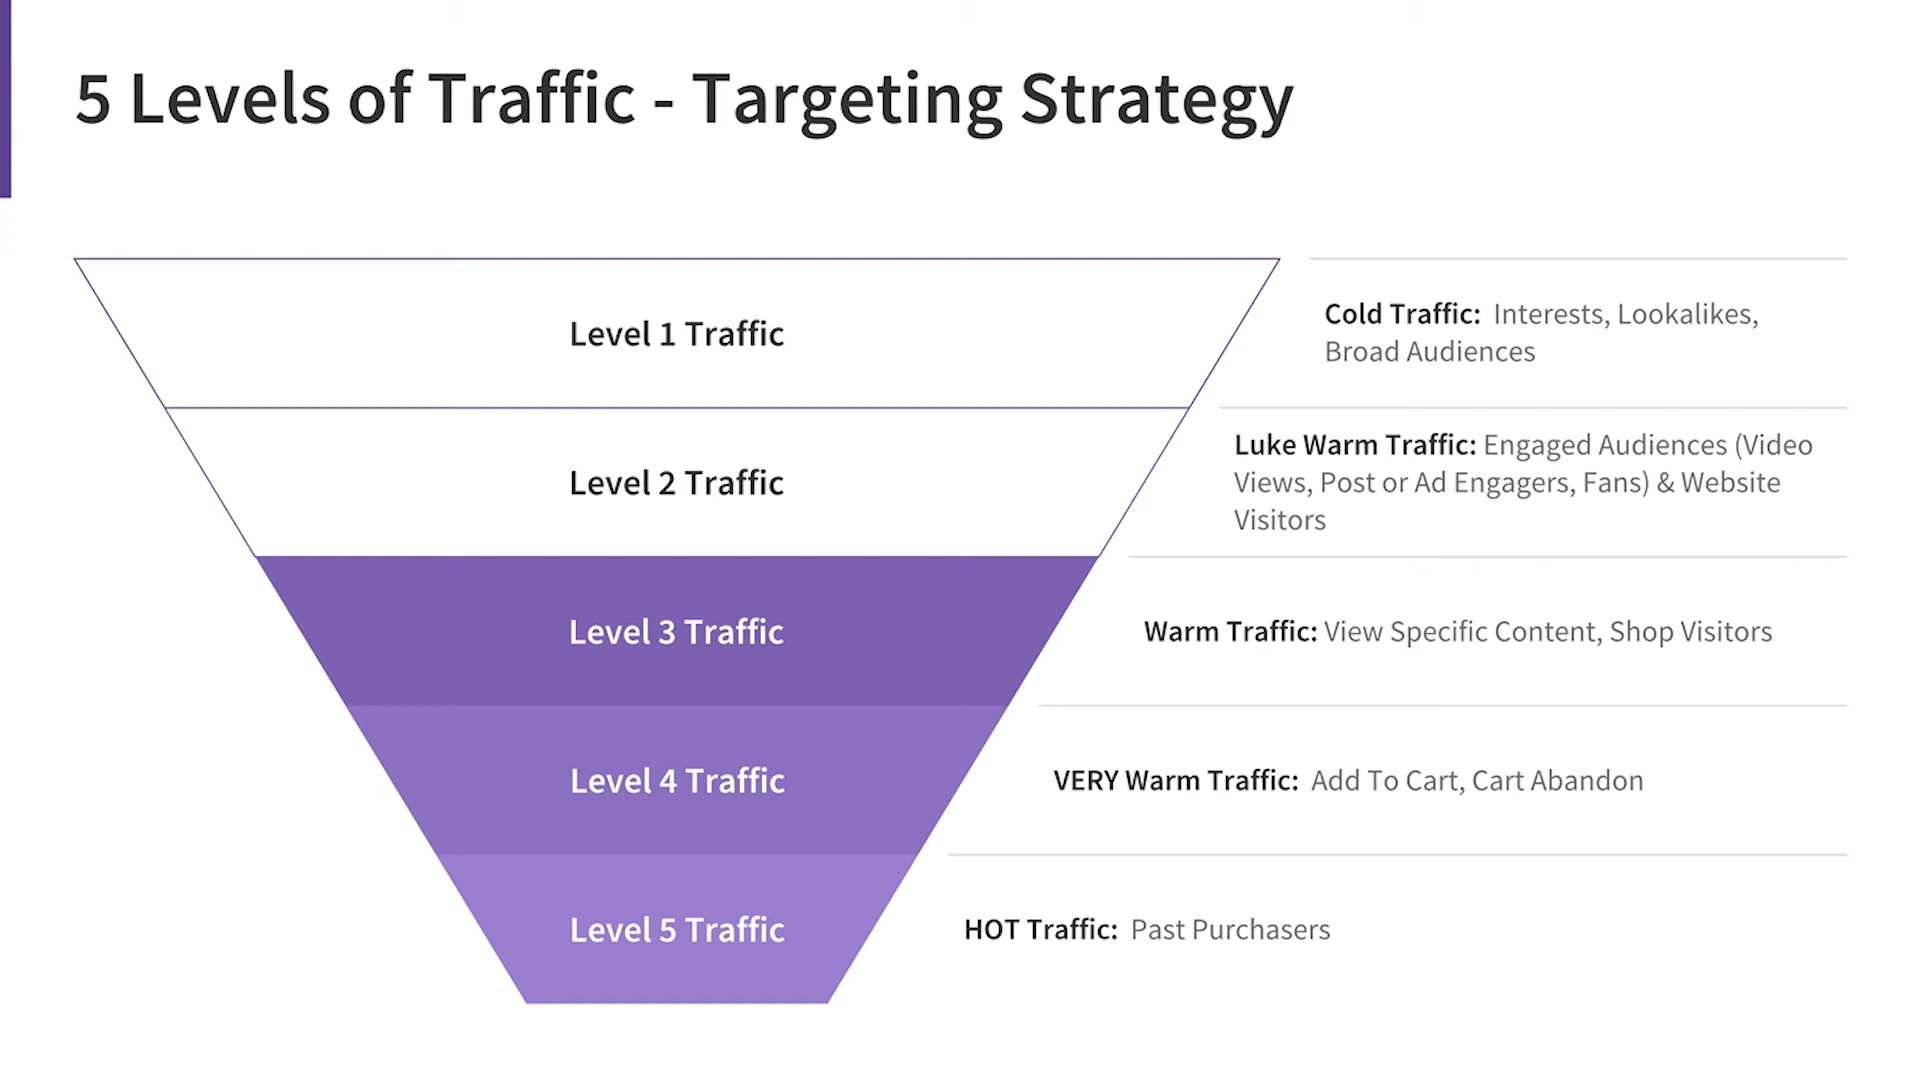 5 Levels of Traffic - Targeting Strategy
Level 1 Traffic
Cold Traffic: Interests, Lookalikes,
Broad Audiences
Level 2 Traffic
Luke Warm Traffic: Engaged Audiences (Video
Views, Post or Ad Engagers, Fans) & Website
Visitors
Level 3 Traffic
Warm Traffic: View Specific Content, Shop Visitors
Level 4 Traffic
VERY Warm Traffic: Add To Cart, Cart Abandon
Level 5 Traffic
HOT Traffic: Past Purchasers